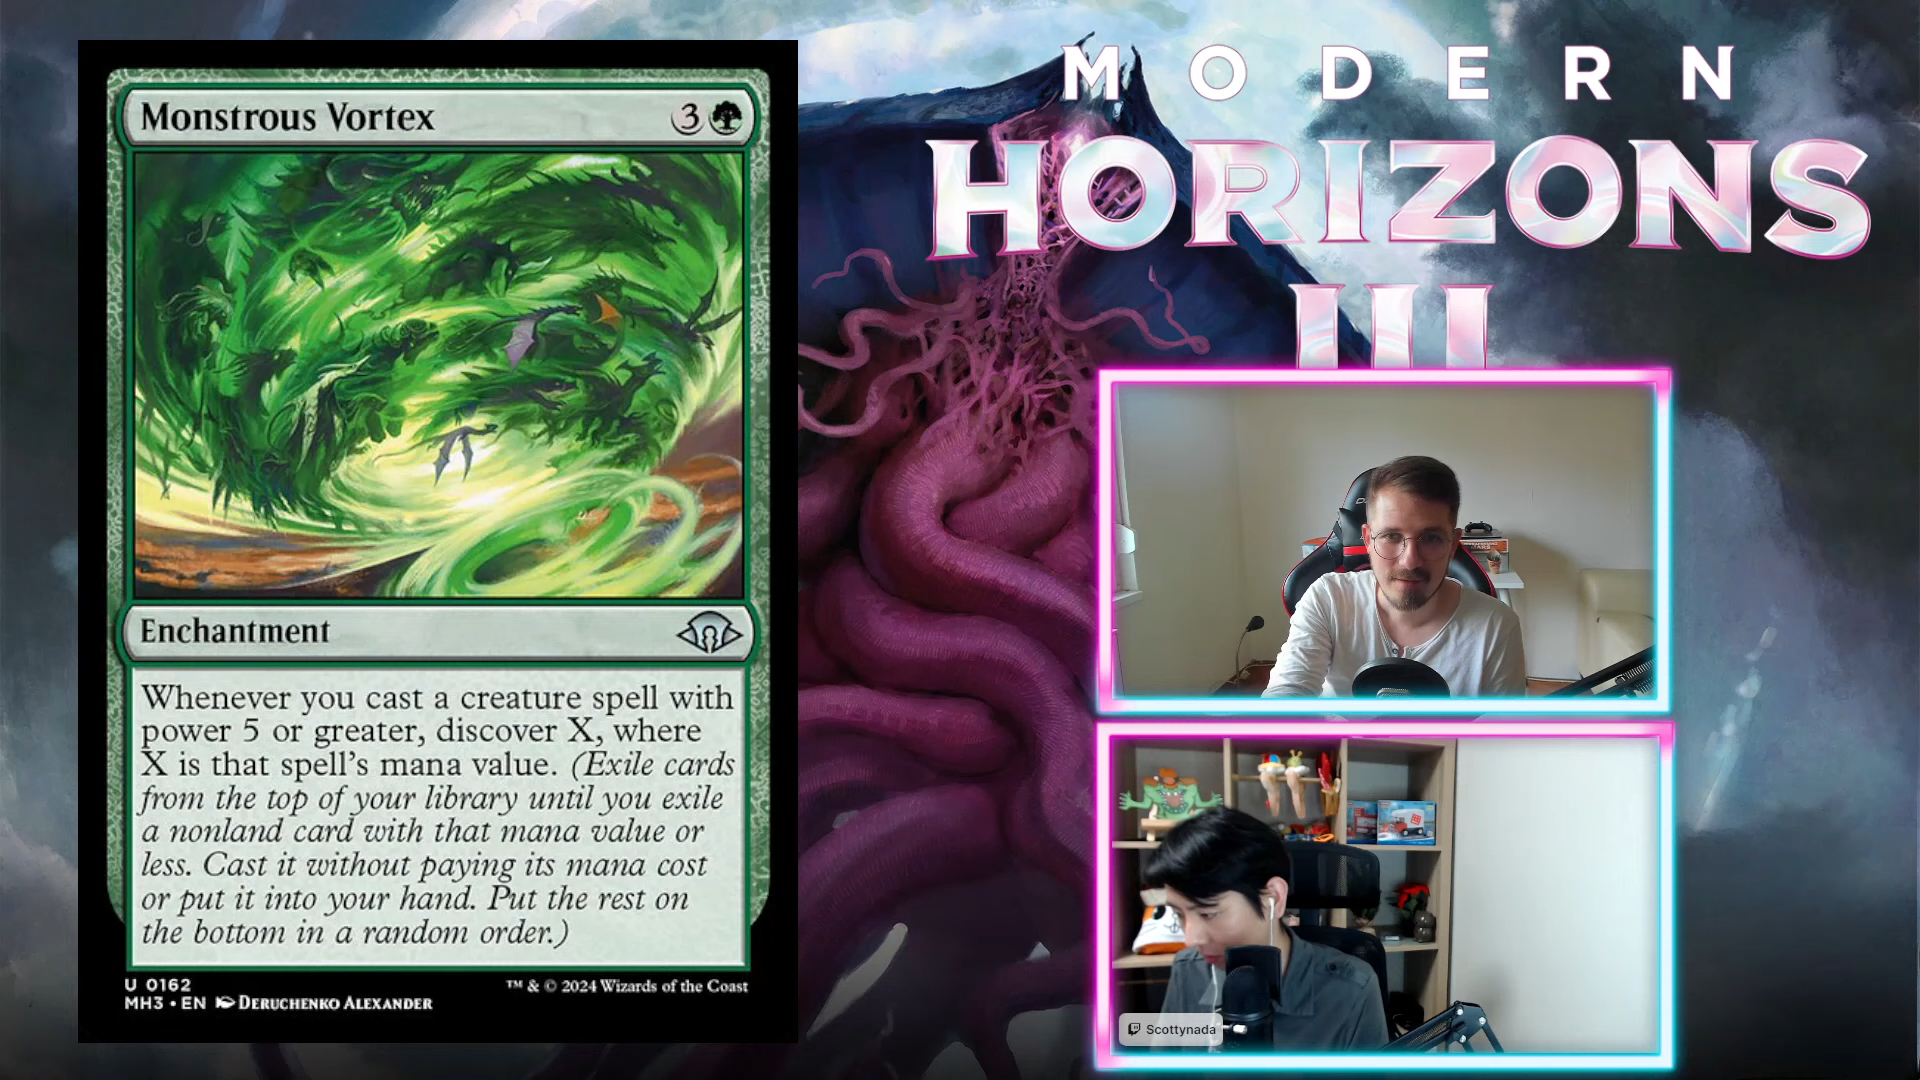 Monstrous Vortex
3
Enchantment
Whenever you cast a creature spell with
power 5 or greater, discover X, where
X is that spell's mana value. (Exile cards
from the top of your library until you exile
a nonland card with that mana value or
less. Cast it without paying its mana cost
or put it into your hand. Put the rest on
the bottom in a random order.)
U 0162
MH3 • EN DERUCHENKO ALEXANDER
™ & © 2024 Wizards of the Coast
MODERN
HORIZONS
III
Scottynada